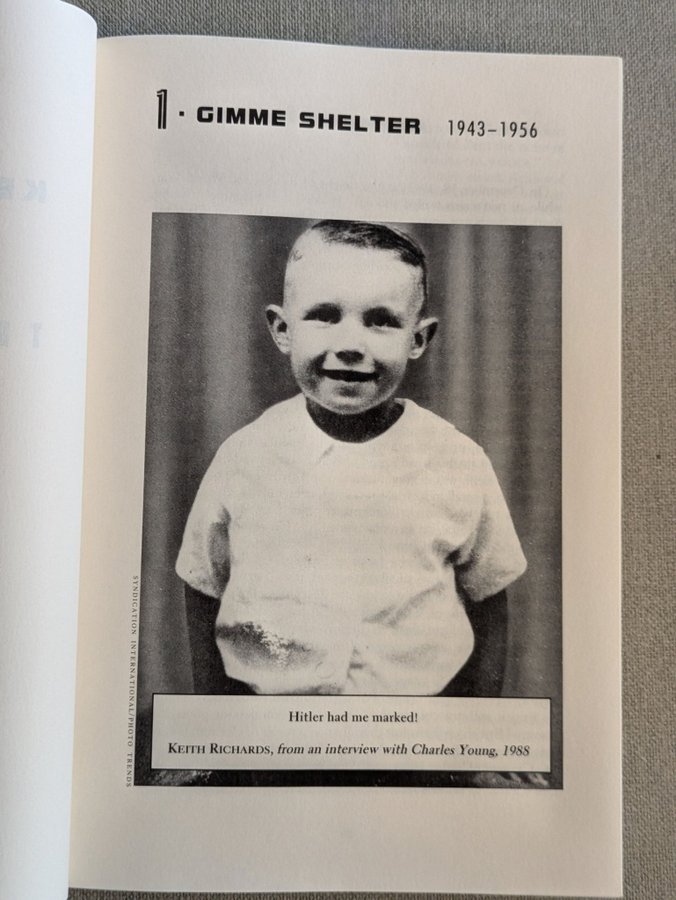 1 · GIMME SHELTER 1943–1956
SYNDICATION INTERNATIONAL/PHOTO TRENDS
Hitler had me marked!
KEITH RICHARDS, from an interview with Charles Young, 1988